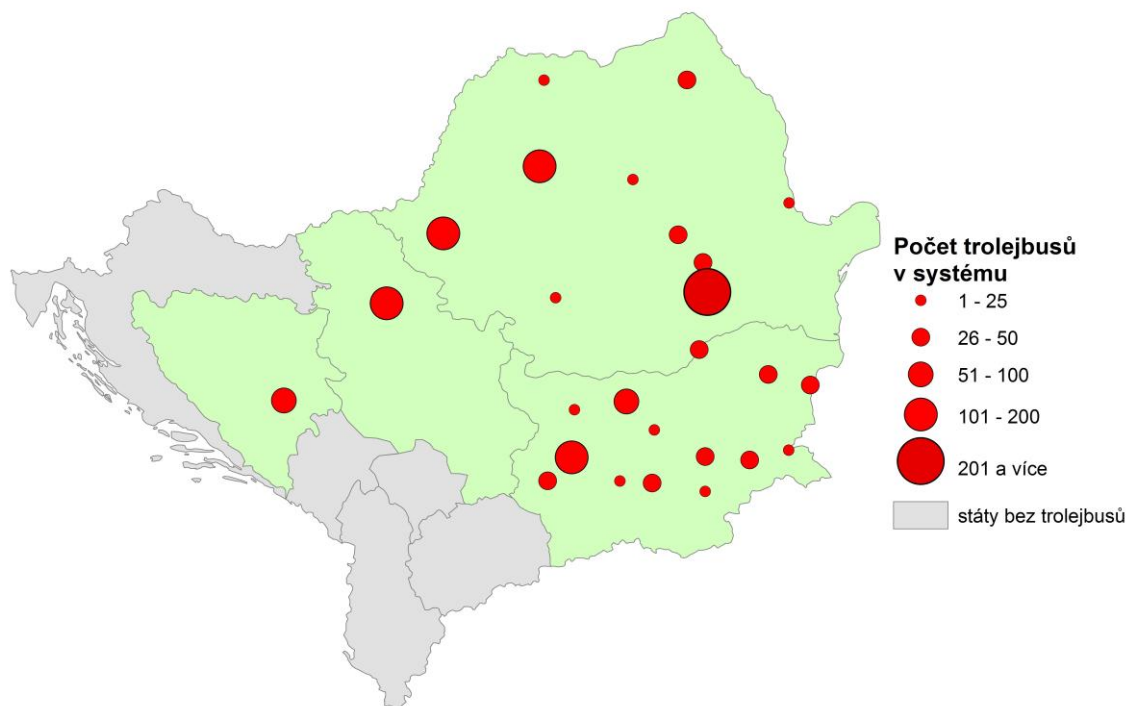 Počet trolejbusů
v systému
1 - 25
26 - 50
51 - 100
101 - 200
201 a více
státy bez trolejbusů